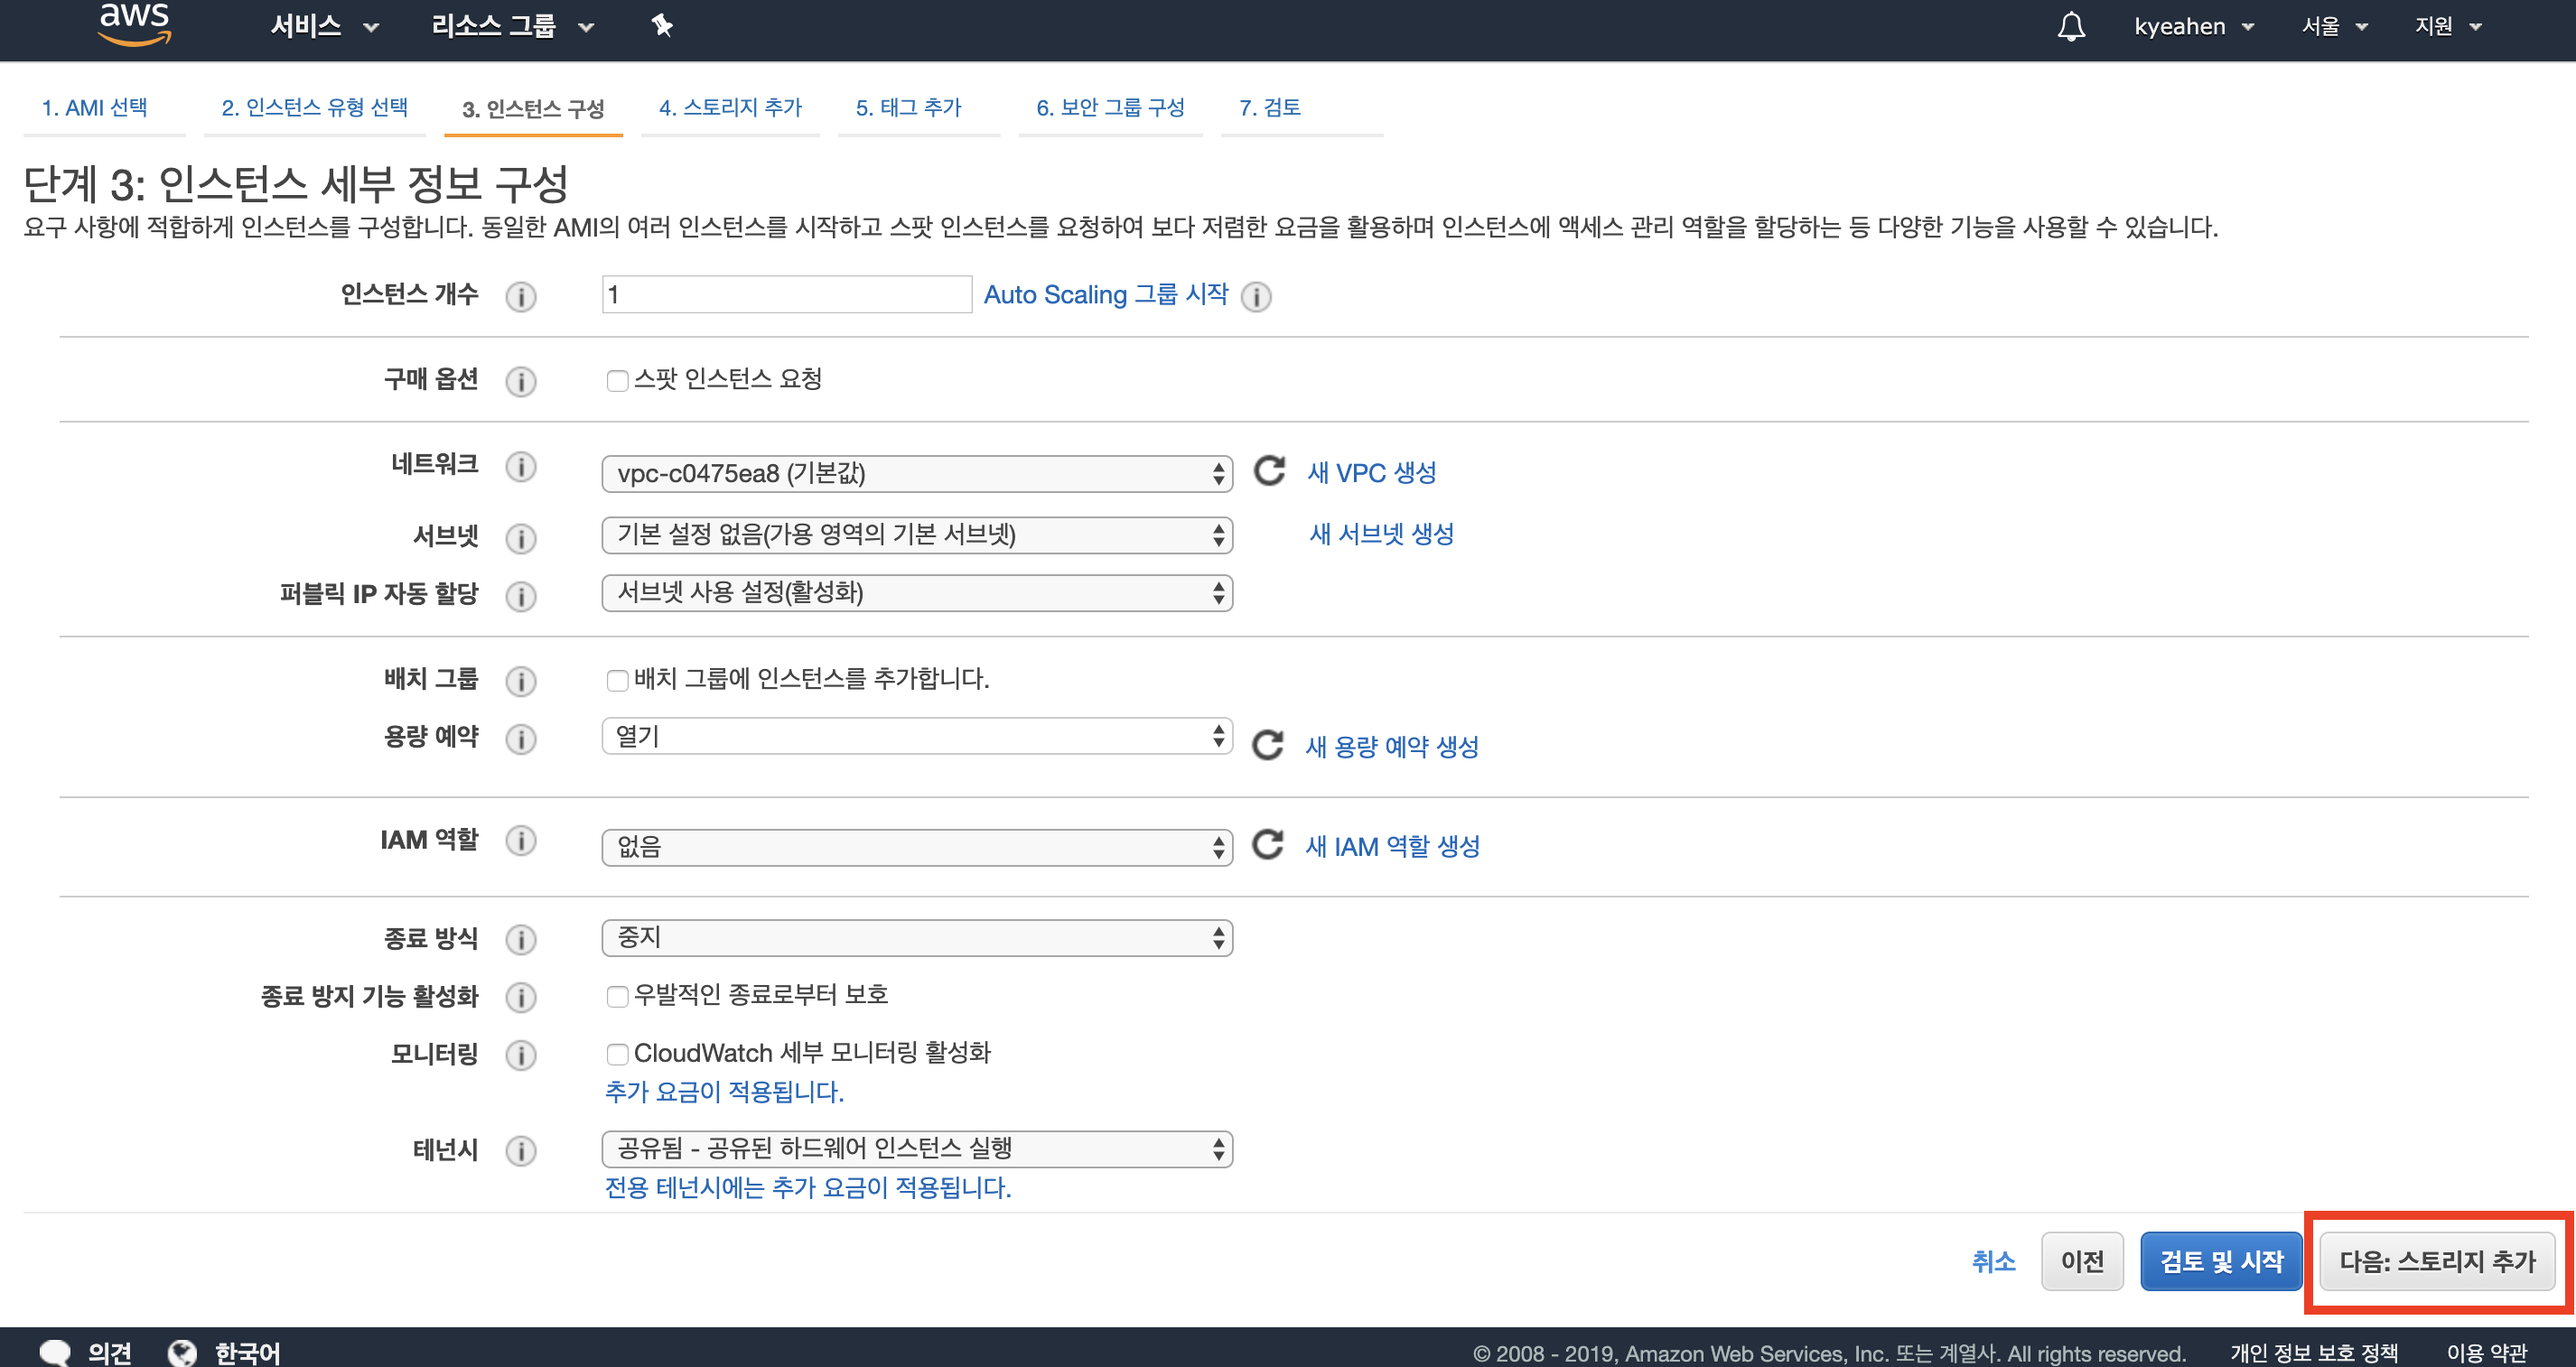 aws 서비스 리소스 그룹 kyeahen 서울 지원
1. AMI 선택 2. 인스턴스 유형 선택 3. 인스턴스 구성 4. 스토리지 추가 5. 태그 추가 6. 보안 그룹 구성 7. 검토
단계 3: 인스턴스 세부 정보 구성
요구 사항에 적합하게 인스턴스를 구성합니다. 동일한 AMI의 여러 인스턴스를 시작하고 스팟 인스턴스를 요청하여 보다 저렴한 요금을 활용하며 인스턴스에 액세스 관리 역할을 할당하는 등 다양한 기능을 사용할 수 있습니다.
인스턴스 개수 i 1 Auto Scaling 그룹 시작 i
구매 옵션 i 스팟 인스턴스 요청
네트워크 i vpc-c0475ea8 (기본값) 새 VPC 생성
서브넷 i 기본 설정 없음(가용 영역의 기본 서브넷) 새 서브넷 생성
퍼블릭 IP 자동 할당 i 서브넷 사용 설정(활성화)
배치 그룹 i 배치 그룹에 인스턴스를 추가합니다.
용량 예약 i 열기 새 용량 예약 생성
IAM 역할 i 없음 새 IAM 역할 생성
종료 방식 i 중지
종료 방지 기능 활성화 i 우발적인 종료로부터 보호
모니터링 i CloudWatch 세부 모니터링 활성화
추가 요금이 적용됩니다.
테넌시 i 공유됨 - 공유된 하드웨어 인스턴스 실행
전용 테넌시에는 추가 요금이 적용됩니다.
취소 이전 검토 및 시작 다음: 스토리지 추가
의견 한국어 © 2008 - 2019, Amazon Web Services, Inc. 또는 계열사. All rights reserved. 개인 정보 보호 정책 이용 약관